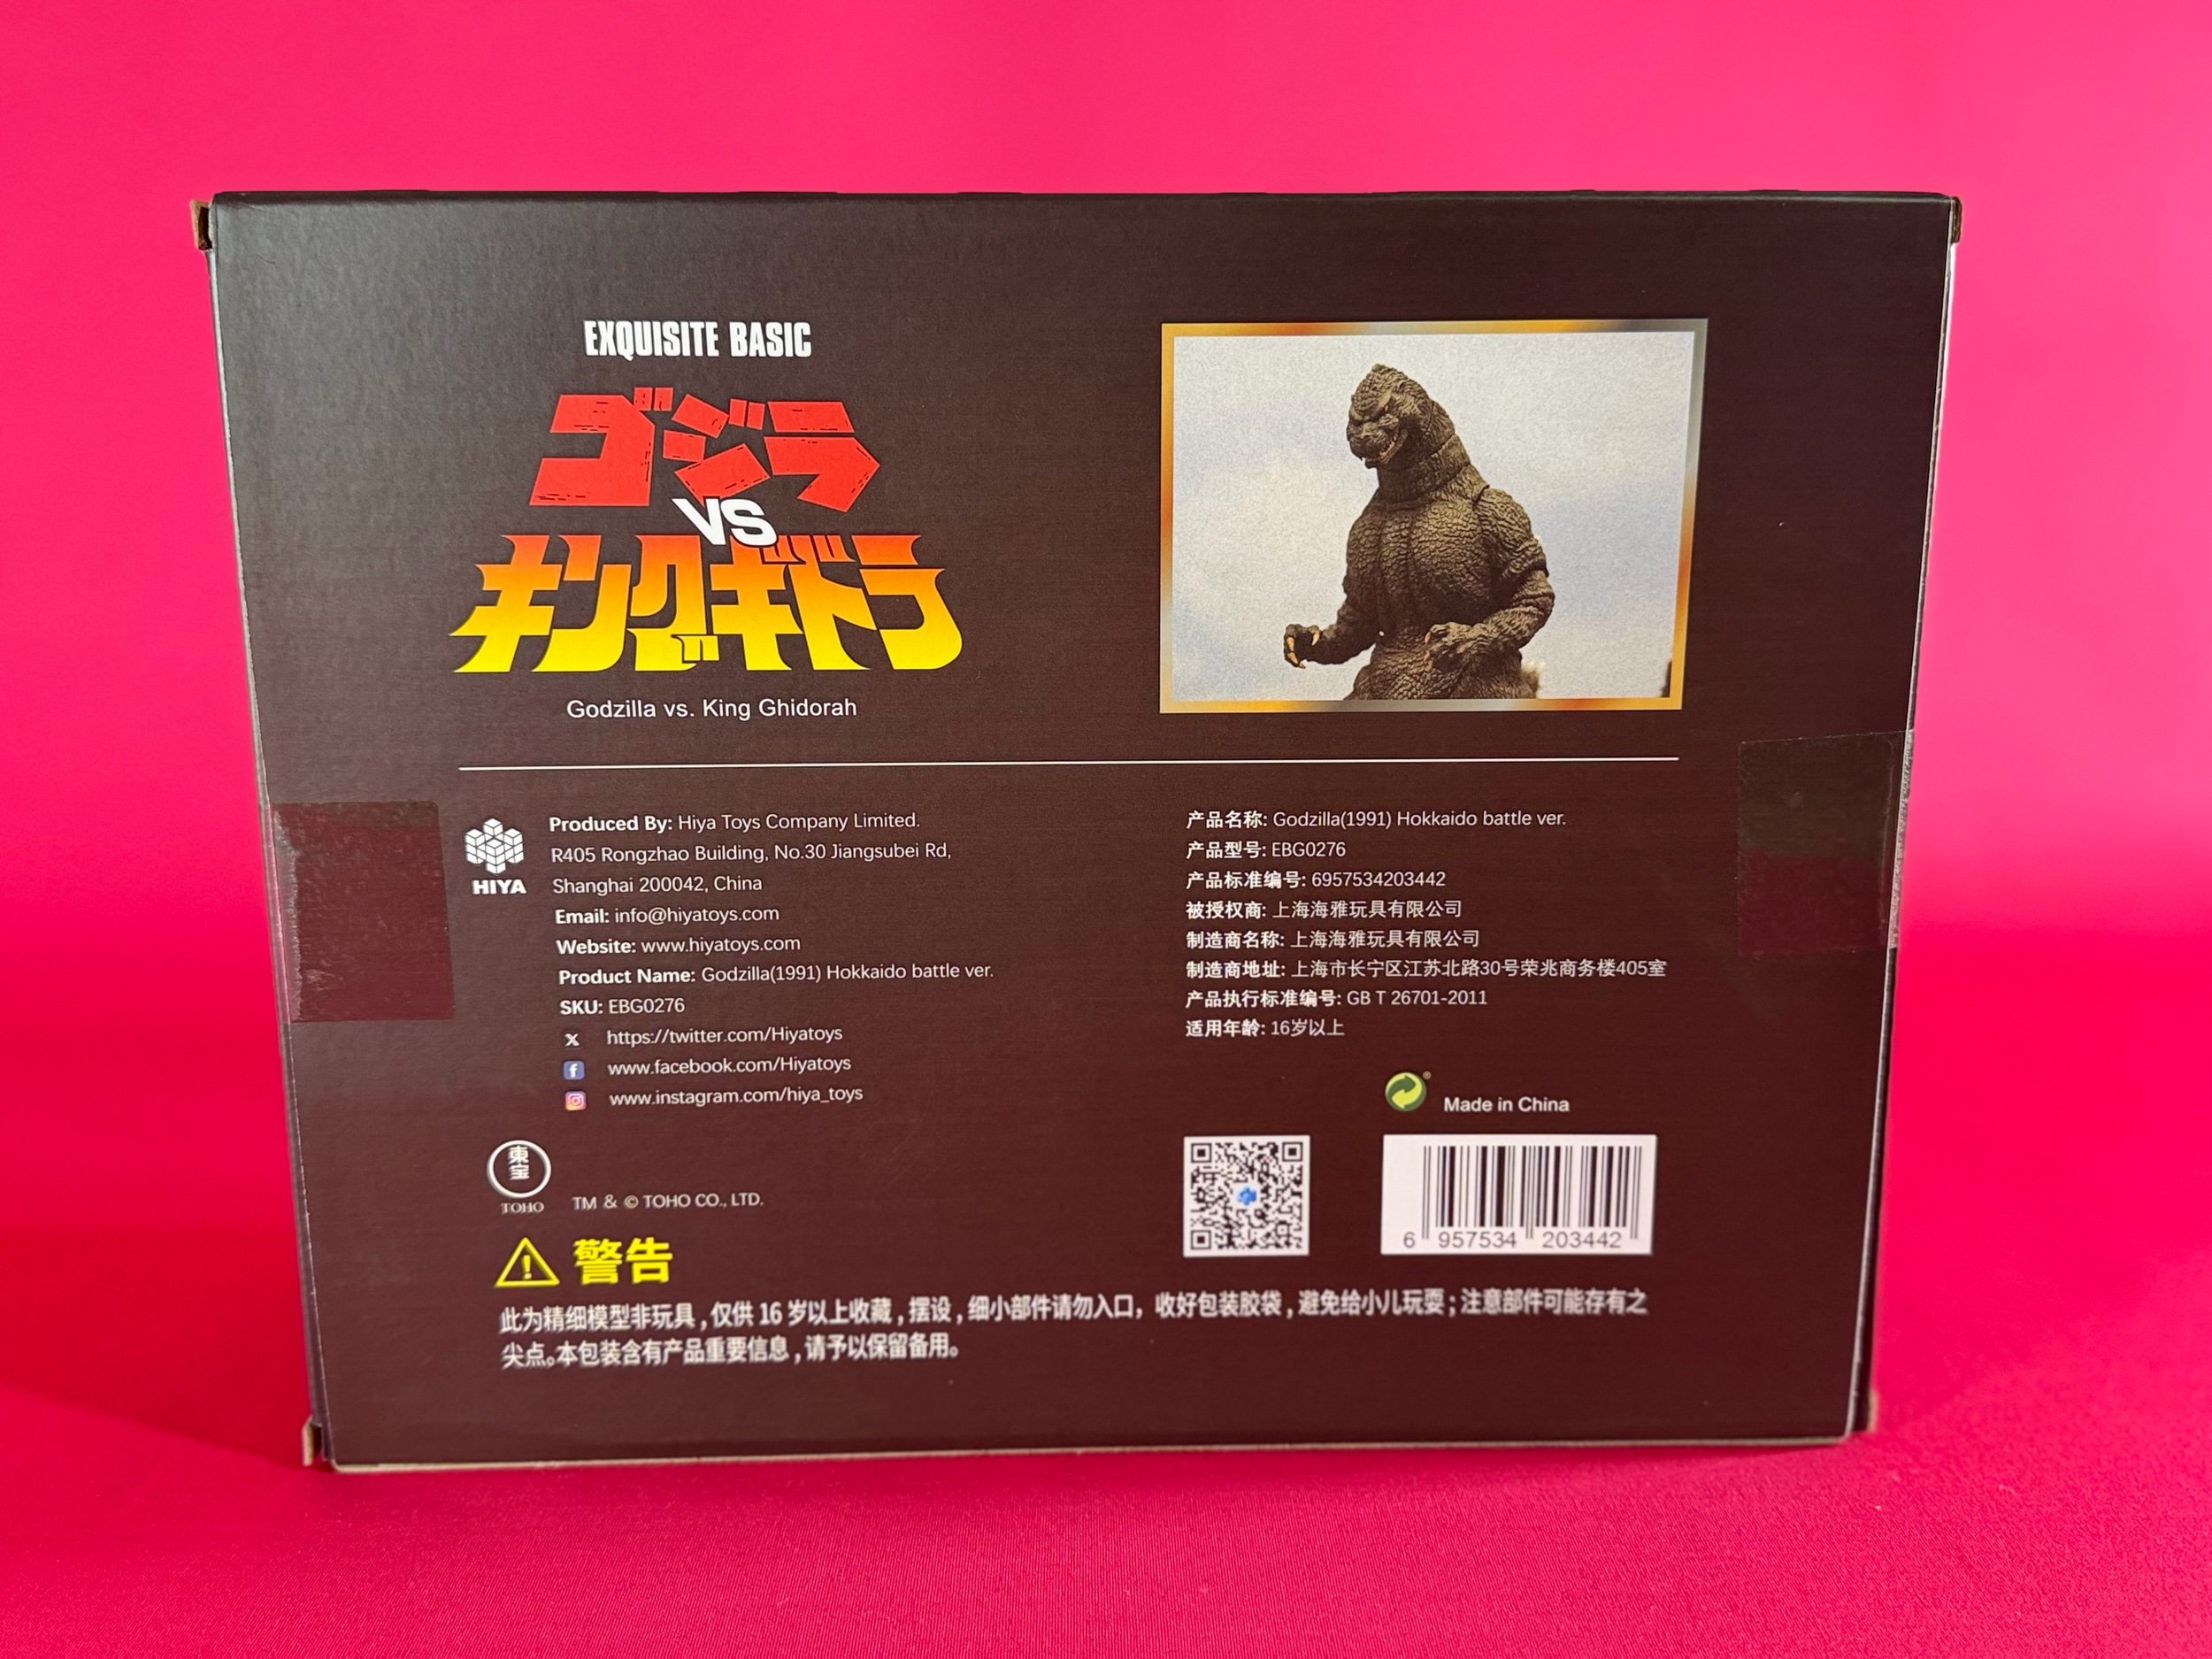 EXQUISITE BASIC
ゴジラ
VS
キングギドラ
Godzilla vs. King Ghidorah
HIYA
Produced By: Hiya Toys Company Limited.
R405 Rongzhao Building, No.30 Jiangsubei Rd,
Shanghai 200042, China
Email: info@hiyatoys.com
Website: www.hiyatoys.com
Product Name: Godzilla(1991) Hokkaido battle ver.
SKU: EBG0276
https://twitter.com/Hiyatoys
www.facebook.com/Hiyatoys
www.instagram.com/hiya_toys
東宝
TOHO
TM & © TOHO CO., LTD.
产品名称: Godzilla(1991) Hokkaido battle ver.
产品型号: EBG0276
产品标准编号: 6957534203442
被授权商: 上海海雅玩具有限公司
制造商名称: 上海海雅玩具有限公司
制造商地址: 上海市长宁区江苏北路30号荣兆商务楼405室
产品执行标准编号: GB T 26701-2011
适用年龄: 16岁以上
Made in China
6 957534 203442
警告
此为精细模型非玩具,仅供 16 岁以上收藏,摆设,细小部件请勿入口，收好包装胶袋,避免给小儿玩耍;注意部件可能存有之
尖点。本包装含有产品重要信息,请予以保留备用。